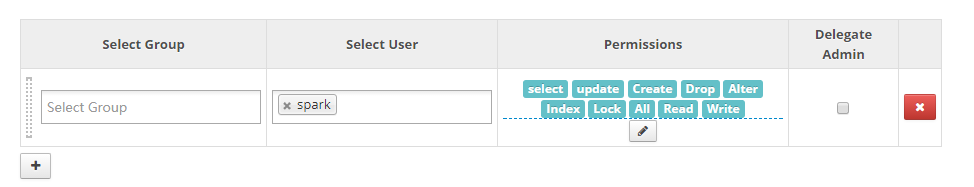 Select Group Select User Permissions Delegate Admin
Select Group
spark
select update Create Drop Alter
Index Lock All Read Write